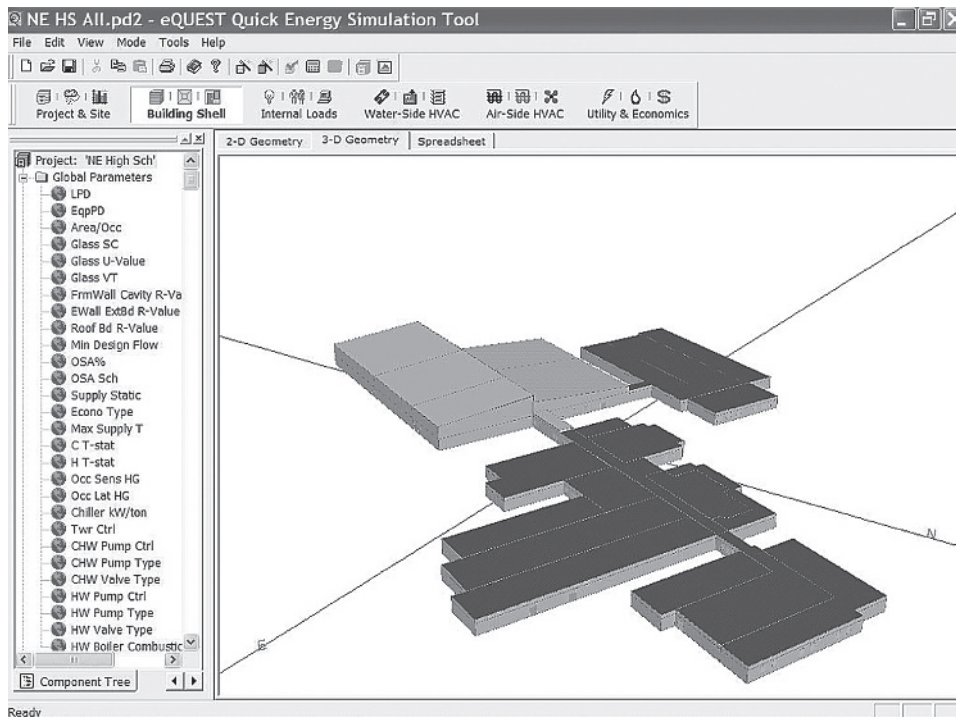 NE HS All.pd2 - eQUEST Quick Energy Simulation Tool
File Edit View Mode Tools Help
Project & Site Building Shell Internal Loads Water-Side HVAC Air-Side HVAC Utility & Economics
2-D Geometry 3-D Geometry Spreadsheet
Project: 'NE High Sch'
Global Parameters
LPD
EqpPD
Area/Occ
Glass SC
Glass U-Value
Glass VT
FrmWall Cavity R-Va
EWall ExtBd R-Value
Roof Bd R-Value
Min Design Flow
OSA%
OSA Sch
Supply Static
Econo Type
Max Supply T
C T-stat
H T-stat
Occ Sens HG
Occ Lat HG
Chiller kW/ton
Twr Ctrl
CHW Pump Ctrl
CHW Pump Type
CHW Valve Type
HW Pump Ctrl
HW Pump Type
HW Valve Type
HW Boiler Combustic
N
E
Component Tree
Ready